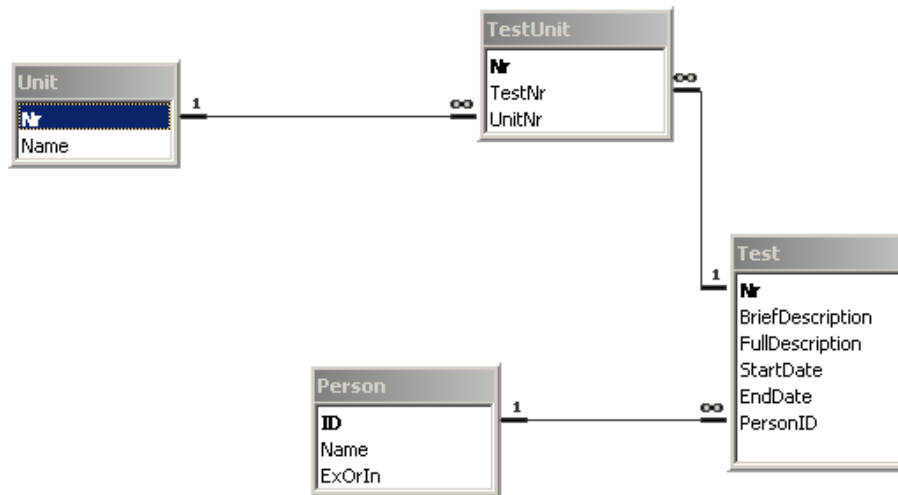 TestUnit
Nr
TestNr
UnitNr
∞
Unit
Nr
Name
1
∞
Test
Nr
BriefDescription
FullDescription
StartDate
EndDate
PersonID
1
Person
ID
Name
ExOrIn
1
∞